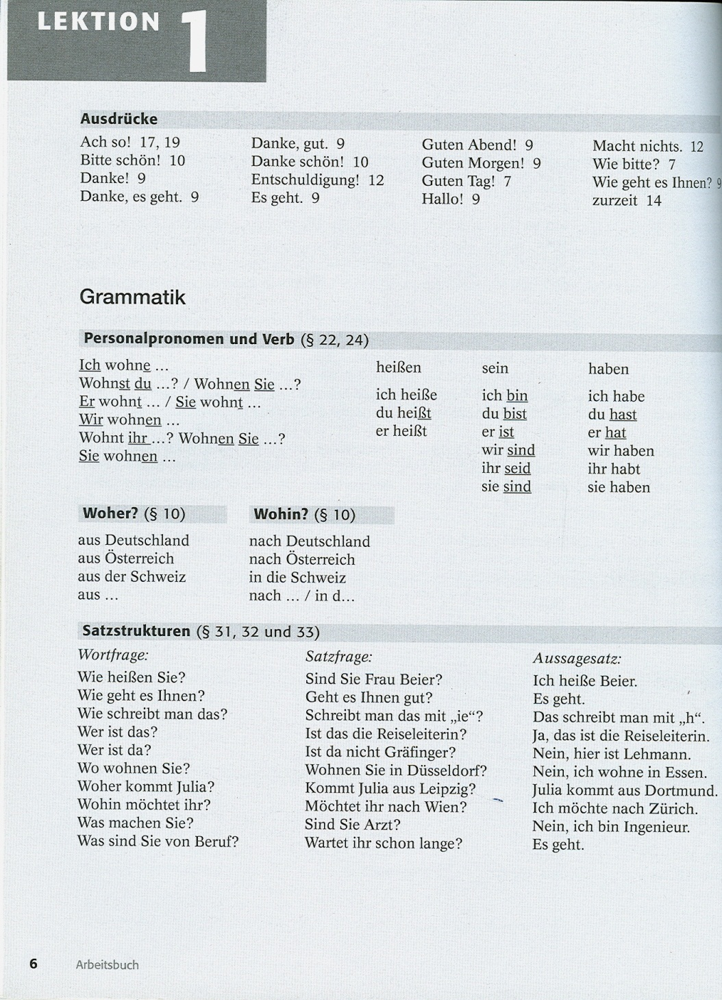 LEKTION 1
Ausdrücke
Ach so! 17, 19
Bitte schön! 10
Danke! 9
Danke, es geht. 9
Danke, gut. 9
Danke schön! 10
Entschuldigung! 12
Es geht. 9
Guten Abend! 9
Guten Morgen! 9
Guten Tag! 7
Hallo! 9
Macht nichts. 12
Wie bitte? 7
Wie geht es Ihnen? 9
zurzeit 14
Grammatik
Personalpronomen und Verb (§ 22, 24)
Ich wohne ...
Wohnst du ...? / Wohnen Sie ...?
Er wohnt ... / Sie wohnt ...
Wir wohnen ...
Wohnt ihr ...? Wohnen Sie ...?
Sie wohnen ...
heißen
ich heiße
du heißt
er heißt
sein
ich bin
du bist
er ist
wir sind
ihr seid
sie sind
haben
ich habe
du hast
er hat
wir haben
ihr habt
sie haben
Woher? (§ 10)
aus Deutschland
aus Österreich
aus der Schweiz
aus ...
Wohin? (§ 10)
nach Deutschland
nach Österreich
in die Schweiz
nach ... / in d...
Satzstrukturen (§ 31, 32 und 33)
Wortfrage:
Wie heißen Sie?
Wie geht es Ihnen?
Wie schreibt man das?
Wer ist das?
Wer ist da?
Wo wohnen Sie?
Woher kommt Julia?
Wohin möchtet ihr?
Was machen Sie?
Was sind Sie von Beruf?
Satzfrage:
Sind Sie Frau Beier?
Geht es Ihnen gut?
Schreibt man das mit „ie“?
Ist das die Reiseleiterin?
Ist da nicht Gräfinger?
Wohnen Sie in Düsseldorf?
Kommt Julia aus Leipzig?
Möchtet ihr nach Wien?
Sind Sie Arzt?
Wartet ihr schon lange?
Aussagesatz:
Ich heiße Beier.
Es geht.
Das schreibt man mit „h“.
Ja, das ist die Reiseleiterin.
Nein, hier ist Lehmann.
Nein, ich wohne in Essen.
Julia kommt aus Dortmund.
Ich möchte nach Zürich.
Nein, ich bin Ingenieur.
Es geht.
6 Arbeitsbuch